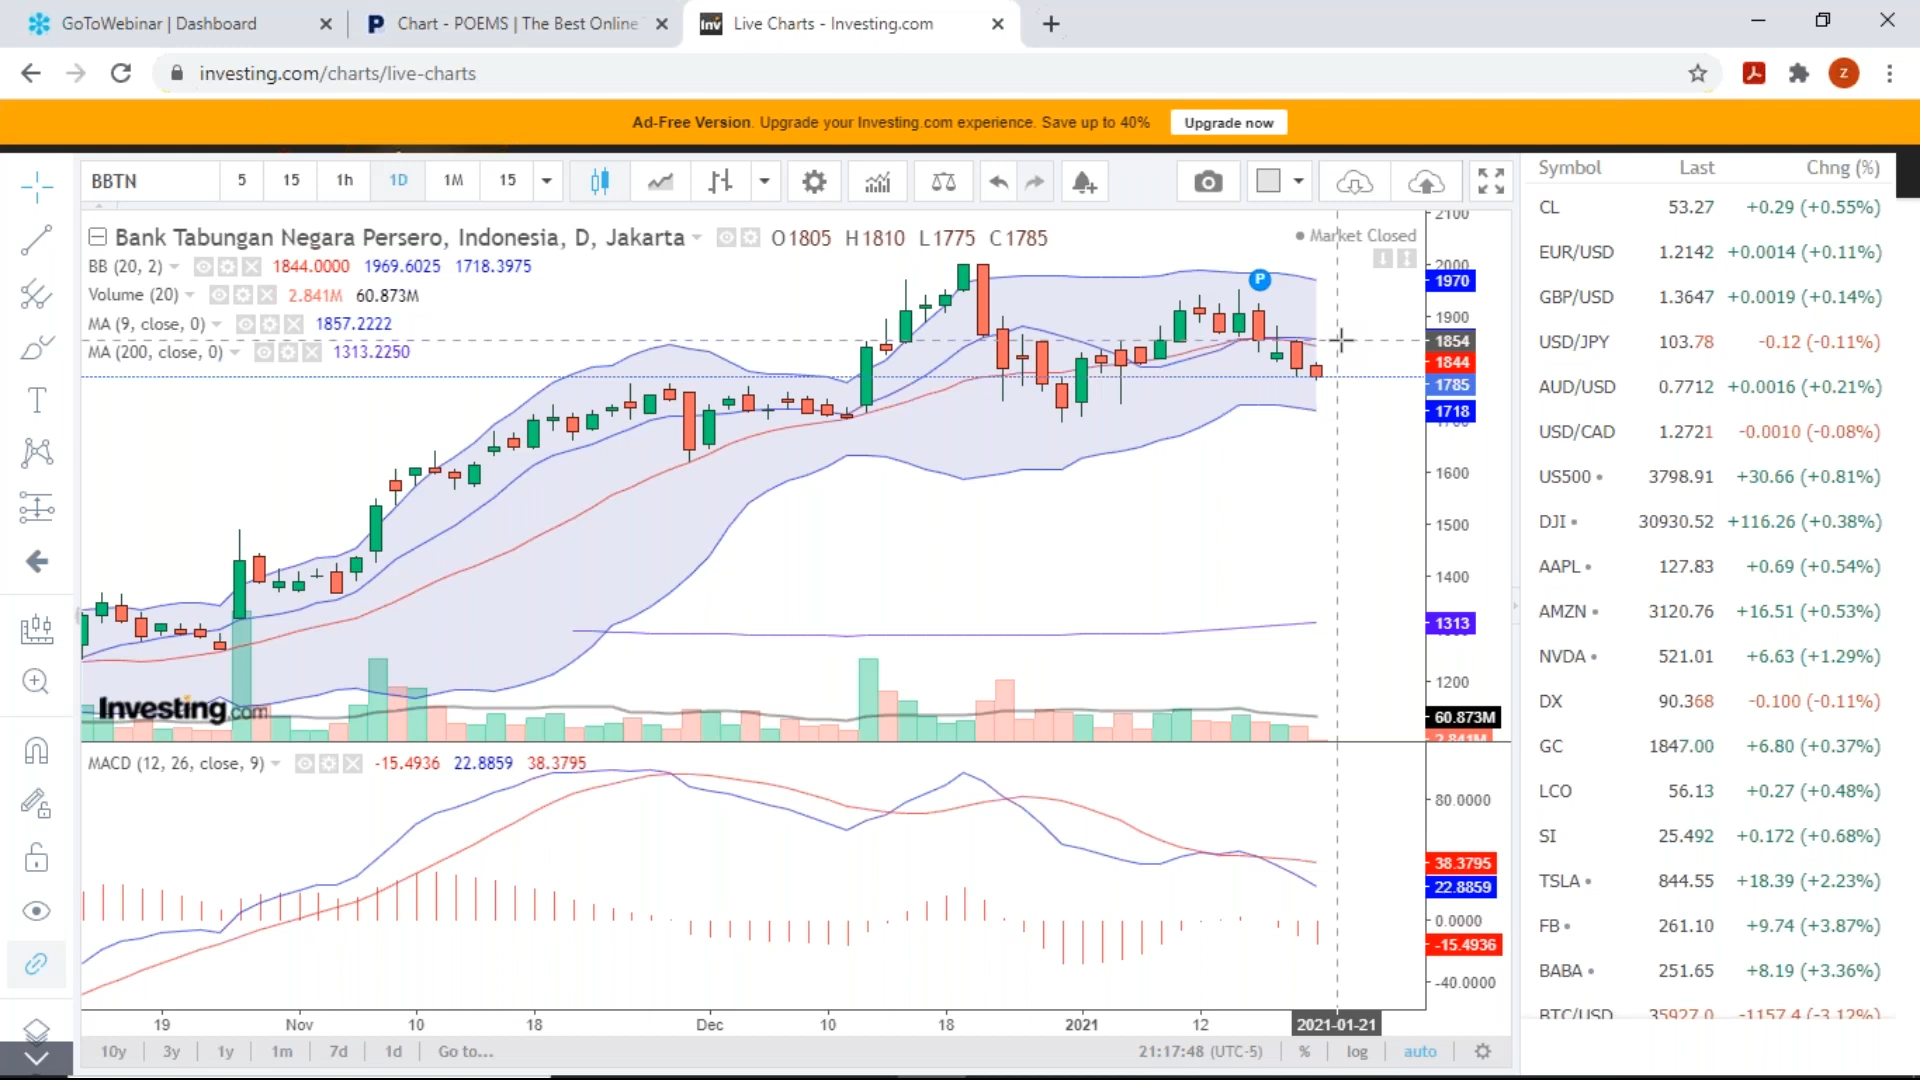 GoToWebinar | Dashboard
Chart - POEMS | The Best Online
Live Charts - Investing.com
investing.com/charts/live-charts
Z
Ad-Free Version. Upgrade your Investing.com experience. Save up to 40%
Upgrade now
BBTN 5 15 1h 1D 1M 15
Symbol Last Chng (%)
Bank Tabungan Negara Persero, Indonesia, D, Jakarta O1805 H1810 L1775 C1785
Market Closed
BB (20, 2) 1844.0000 1969.6025 1718.3975
Volume (20) 2.841M 60.873M
MA (9, close, 0) 1857.2222
MA (200, close, 0) 1313.2250
P
2100
2000
1970
1900
1854
1844
1785
1718
1700
1600
1500
1400
1313
1200
60.873M
2.841M
Investing.com
MACD (12, 26, close, 9) -15.4936 22.8859 38.3795
80.0000
38.3795
22.8859
0.0000
-15.4936
-40.0000
19 Nov 10 18 Dec 10 18 2021 12 2021-01-21
10y 3y 1y 1m 7d 1d Go to...
21:17:48 (UTC-5) % log auto
CL 53.27 +0.29 (+0.55%)
EUR/USD 1.2142 +0.0014 (+0.11%)
GBP/USD 1.3647 +0.0019 (+0.14%)
USD/JPY 103.78 -0.12 (-0.11%)
AUD/USD 0.7712 +0.0016 (+0.21%)
USD/CAD 1.2721 -0.0010 (-0.08%)
US500 3798.91 +30.66 (+0.81%)
DJI 30930.52 +116.26 (+0.38%)
AAPL 127.83 +0.69 (+0.54%)
AMZN 3120.76 +16.51 (+0.53%)
NVDA 521.01 +6.63 (+1.29%)
DX 90.368 -0.100 (-0.11%)
GC 1847.00 +6.80 (+0.37%)
LCO 56.13 +0.27 (+0.48%)
SI 25.492 +0.172 (+0.68%)
TSLA 844.55 +18.39 (+2.23%)
FB 261.10 +9.74 (+3.87%)
BABA 251.65 +8.19 (+3.36%)
BTC/USD 35927.0 -1157.4 (-3.12%)